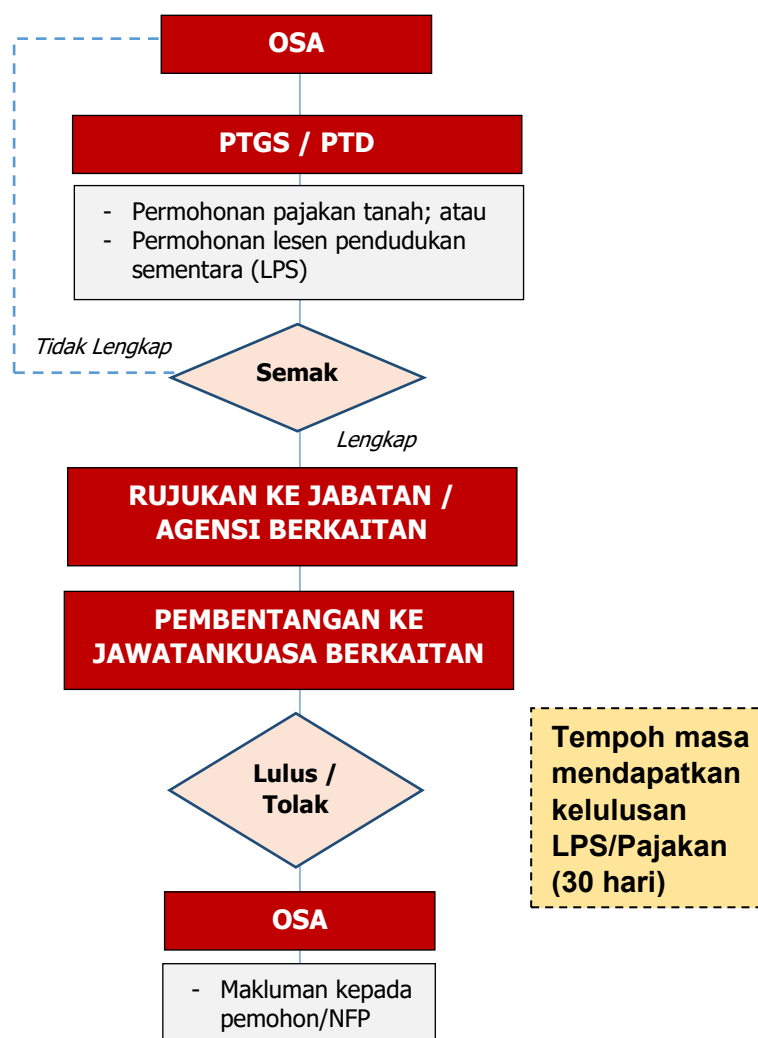 OSA
PTGS / PTD
- Permohonan pajakan tanah; atau
- Permohonan lesen pendudukan
sementara (LPS)
Tidak Lengkap
Semak
Lengkap
RUJUKAN KE JABATAN /
AGENSI BERKAITAN
PEMBENTANGAN KE
JAWATANKUASA BERKAITAN
Lulus /
Tolak
Tempoh masa
mendapatkan
kelulusan
LPS/Pajakan
(30 hari)
OSA
- Makluman kepada
pemohon/NFP